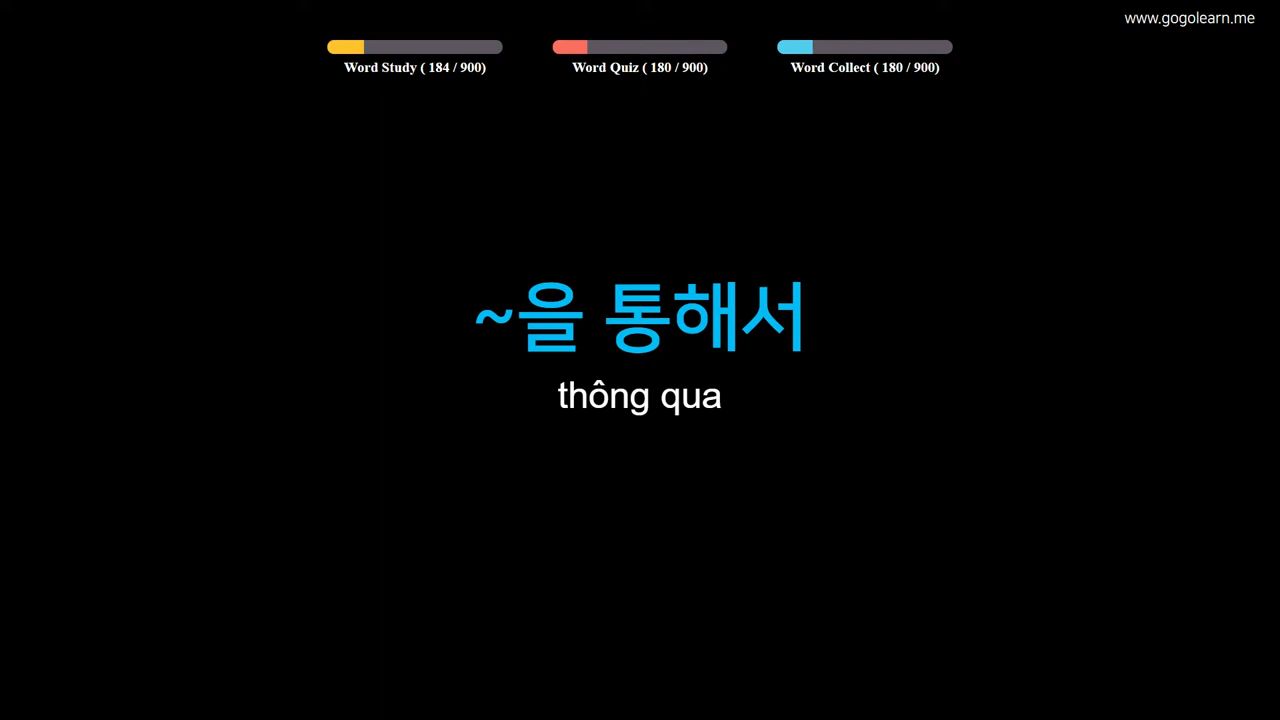 www.gogolearn.me
Word Study ( 184 / 900)
Word Quiz ( 180 / 900)
Word Collect ( 180 / 900)
~을 통해서
thông qua